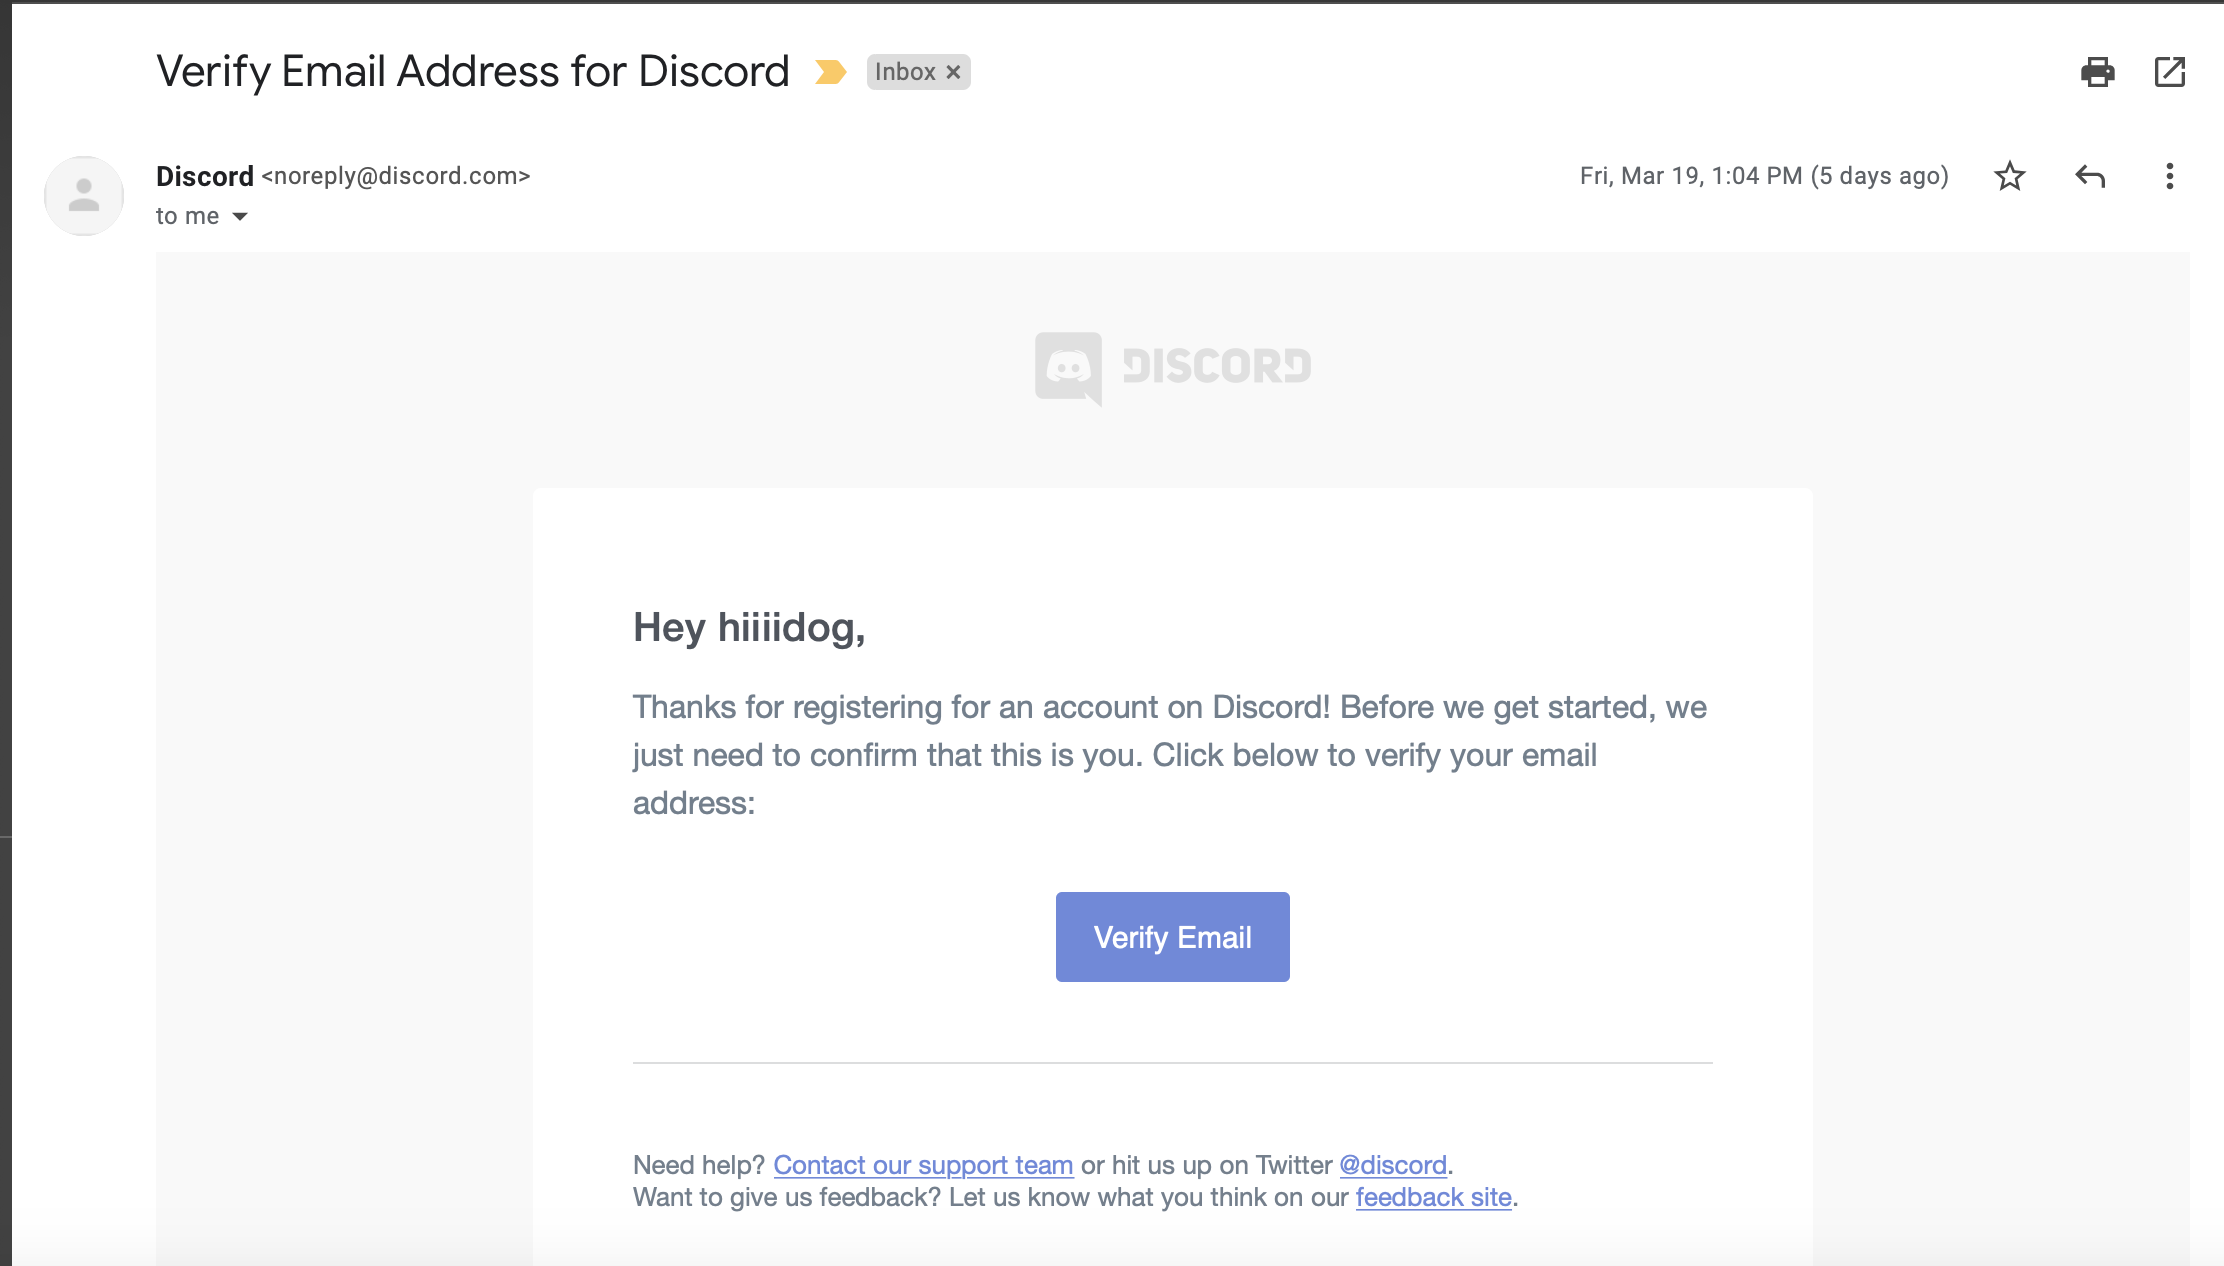 Verify Email Address for Discord Inbox ×
Discord <noreply@discord.com> Fri, Mar 19, 1:04 PM (5 days ago)
to me
DISCORD
Hey hiiiidog,
Thanks for registering for an account on Discord! Before we get started, we
just need to confirm that this is you. Click below to verify your email
address:
Verify Email
Need help? Contact our support team or hit us up on Twitter @discord.
Want to give us feedback? Let us know what you think on our feedback site.